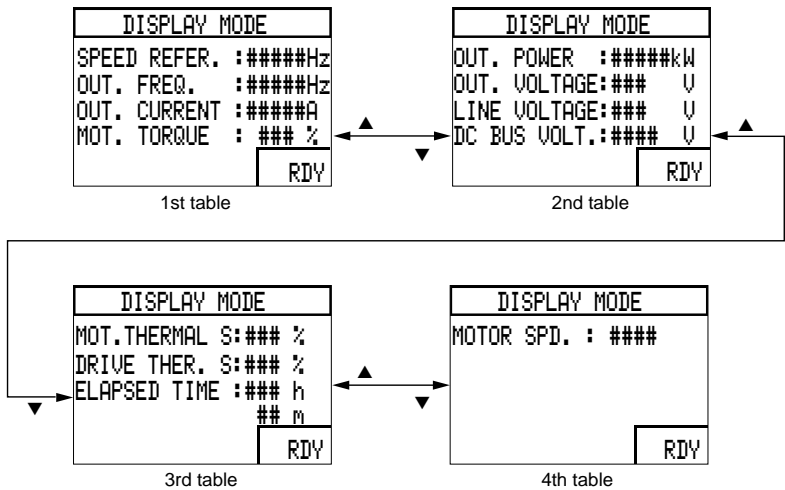 DISPLAY MODE
SPEED REFER. :#####Hz
OUT. FREQ. :#####Hz
OUT. CURRENT :#####A
MOT. TORQUE : ### %
RDY
1st table
▲
▼
DISPLAY MODE
OUT. POWER :#####kW
OUT. VOLTAGE:### V
LINE VOLTAGE:### V
DC BUS VOLT.:#### V
RDY
2nd table
▲
▼
DISPLAY MODE
MOT.THERMAL S:### %
DRIVE THER. S:### %
ELAPSED TIME :### h
## m
RDY
3rd table
▲
▼
DISPLAY MODE
MOTOR SPD. : ####
RDY
4th table